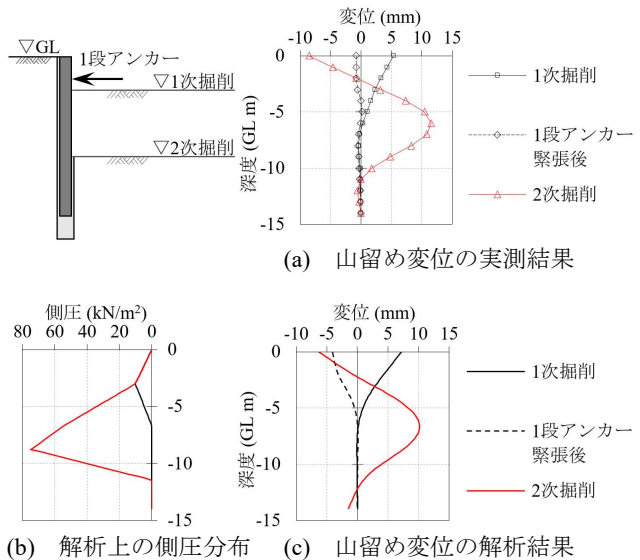 ▽GL
1段アンカー
▽1次掘削
▽2次掘削
変位 (mm)
-10 -5 0 5 10 15
0
-5
-10
-15
深度 (GL m)
1次掘削
1段アンカー
緊張後
2次掘削
(a) 山留め変位の実測結果
側圧 (kN/m²)
80 60 40 20 0
0
-5
-10
-15
(b) 解析上の側圧分布
変位 (mm)
-10 -5 0 5 10 15
0
-5
-10
-15
深度 (GL m)
1次掘削
1段アンカー
緊張後
2次掘削
(c) 山留め変位の解析結果